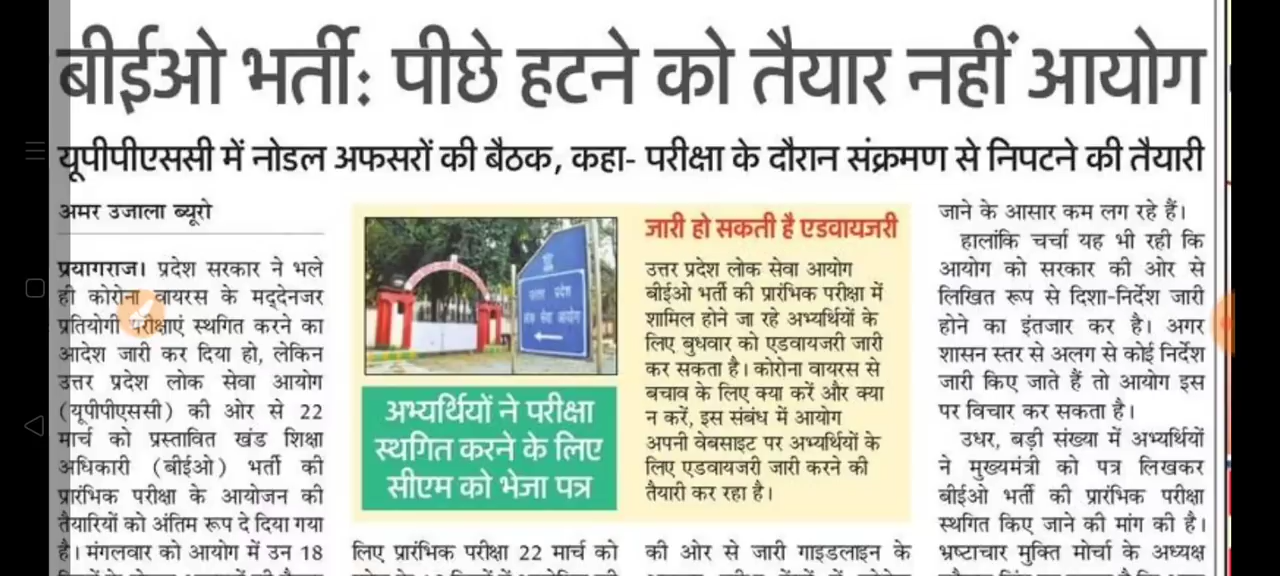 बीईओ भर्ती: पीछे हटने को तैयार नहीं आयोग
यूपीपीएससी में नोडल अफसरों की बैठक, कहा- परीक्षा के दौरान संक्रमण से निपटने की तैयारी
अमर उजाला ब्यूरो
प्रयागराज। प्रदेश सरकार ने भले
ही कोरोना वायरस के मद्देनजर
प्रतियोगी परीक्षाएं स्थगित करने का
आदेश जारी कर दिया हो, लेकिन
उत्तर प्रदेश लोक सेवा आयोग
(यूपीपीएससी) की ओर से 22
मार्च को प्रस्तावित खंड शिक्षा
अधिकारी (बीईओ) भर्ती की
प्रारंभिक परीक्षा के आयोजन की
तैयारियों को अंतिम रूप दे दिया गया
है। मंगलवार को आयोग में उन 18
उत्तर प्रदेश
लोक सेवा आयोग
अभ्यर्थियों ने परीक्षा
स्थगित करने के लिए
सीएम को भेजा पत्र
लिए प्रारंभिक परीक्षा 22 मार्च को
जारी हो सकती है एडवायजरी
उत्तर प्रदेश लोक सेवा आयोग
बीईओ भर्ती की प्रारंभिक परीक्षा में
शामिल होने जा रहे अभ्यर्थियों के
लिए बुधवार को एडवायजरी जारी
कर सकता है। कोरोना वायरस से
बचाव के लिए क्या करें और क्या
न करें, इस संबंध में आयोग
अपनी वेबसाइट पर अभ्यर्थियों के
लिए एडवायजरी जारी करने की
तैयारी कर रहा है।
की ओर से जारी गाइडलाइन के
जाने के आसार कम लग रहे हैं।
हालांकि चर्चा यह भी रही कि
आयोग को सरकार की ओर से
लिखित रूप से दिशा-निर्देश जारी
होने का इंतजार कर है। अगर
शासन स्तर से अलग से कोई निर्देश
जारी किए जाते हैं तो आयोग इस
पर विचार कर सकता है।
उधर, बड़ी संख्या में अभ्यर्थियों
ने मुख्यमंत्री को पत्र लिखकर
बीईओ भर्ती की प्रारंभिक परीक्षा
स्थगित किए जाने की मांग की है।
भ्रष्टाचार मुक्ति मोर्चा के अध्यक्ष